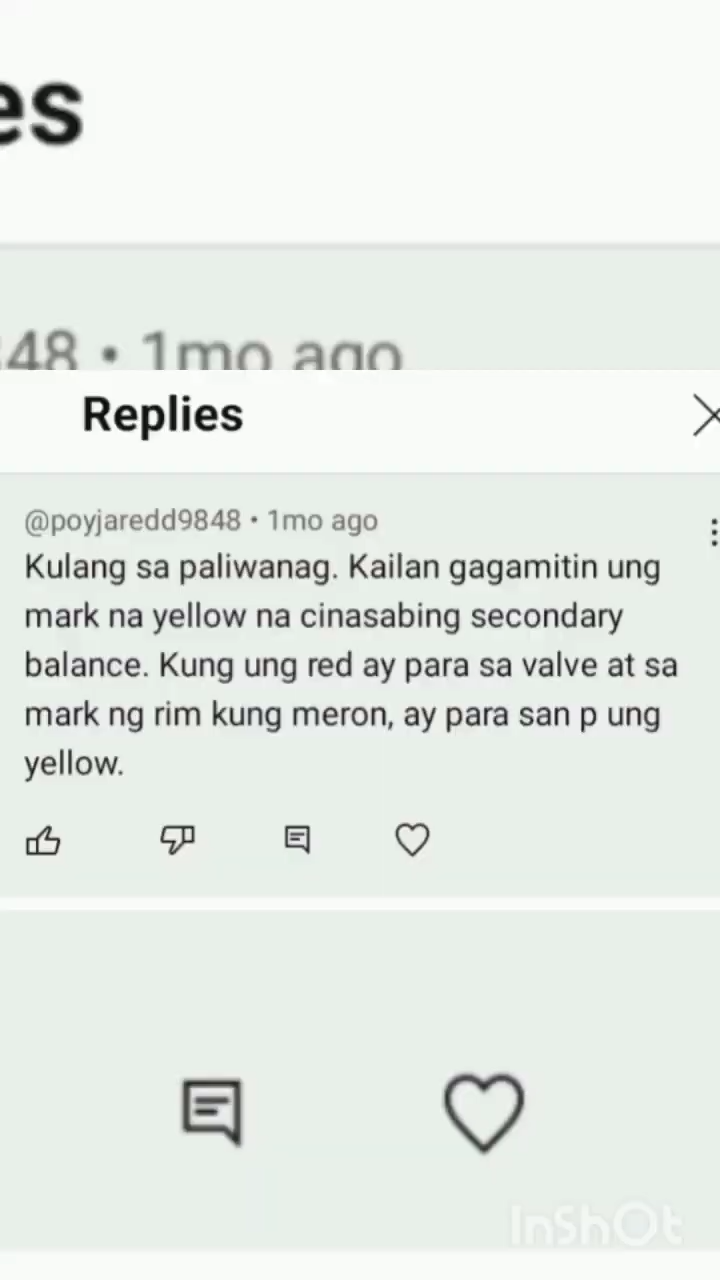 es
48 • 1mo ago
Replies
@poyjaredd9848 • 1mo ago
Kulang sa paliwanag. Kailan gagamitin ung
mark na yellow na cinasabing secondary
balance. Kung ung red ay para sa valve at sa
mark ng rim kung meron, ay para san p ung
yellow.
InShOt